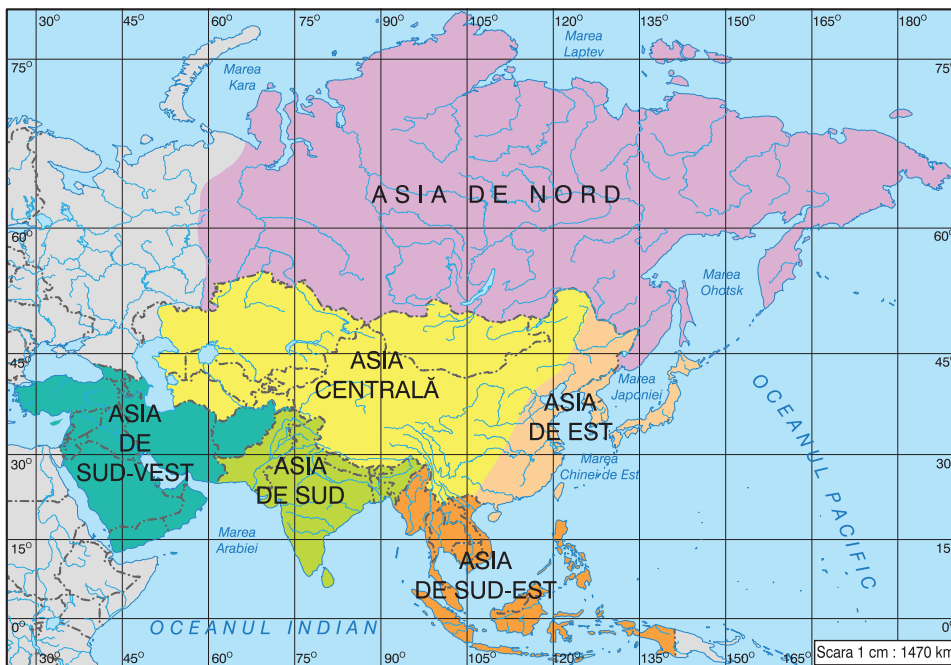 30° 45° 60° 75° 90° 105° 120° 135° 150° 165° 180°
Marea
Laptev
75° 75°
Marea
Kara
ASIA DE NORD
60° 60°
Marea
Ohotsk
45° 45°
ASIA
CENTRALĂ
Marea
Japoniei
ASIA
DE EST
ASIA
DE
SUD-VEST
30° 30°
ASIA
DE SUD
Marea
Chinei de Est
OCEANUL PACIFIC
Marea
Arabiei
15° 15°
ASIA
DE SUD-EST
0° 0°
OCEANUL INDIAN
30° 45° 60° 75° 90° 105° 120° 135° 150° 165°
Scara 1 cm : 1470 km